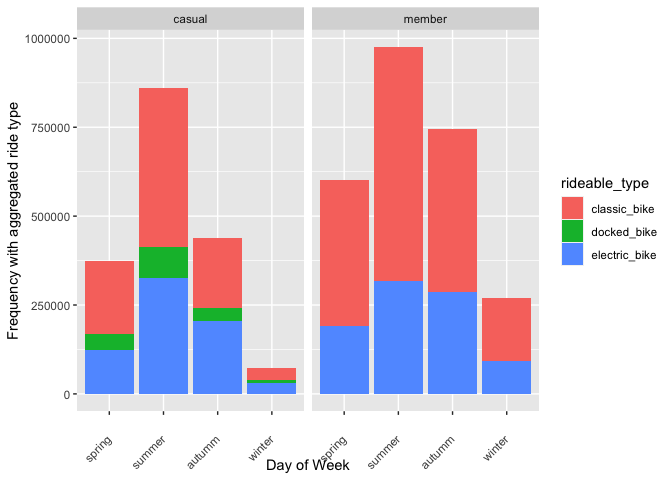 casual
member
Frequency with aggregated ride type
1000000
750000
500000
250000
0
spring
summer
autumm
winter
spring
summer
autumm
winter
Day of Week
rideable_type
classic_bike
docked_bike
electric_bike